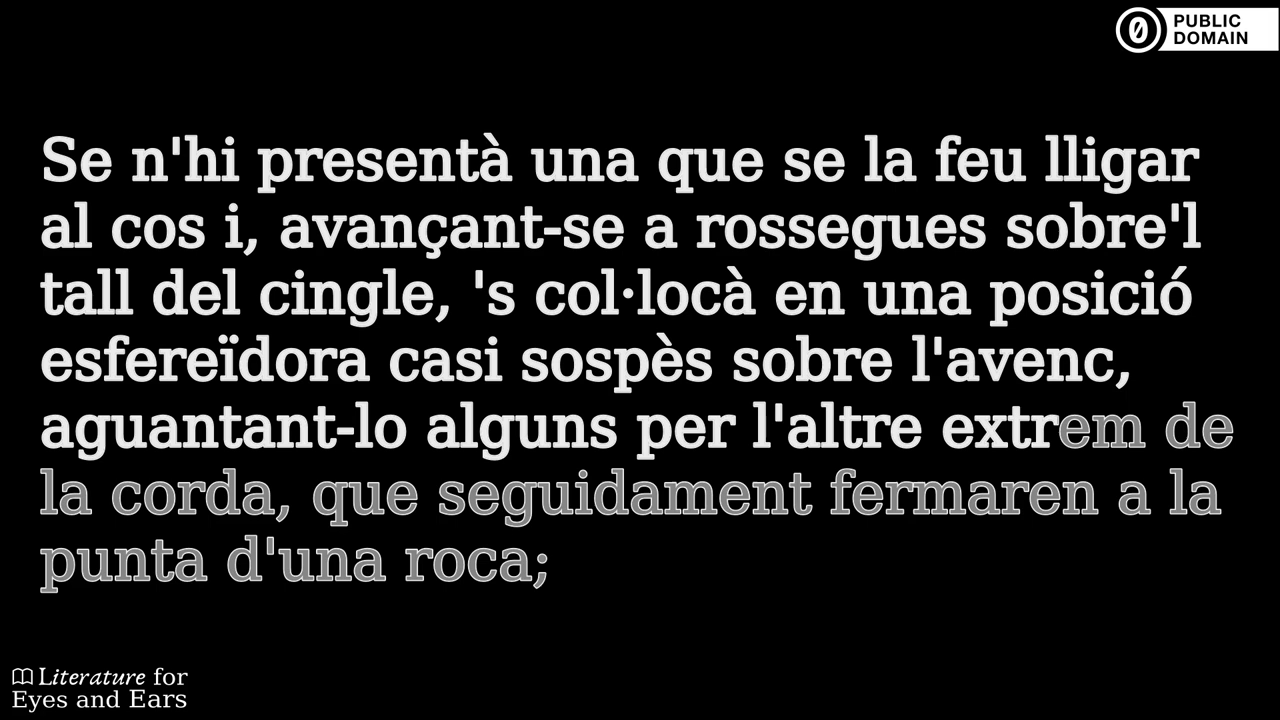 PUBLIC
DOMAIN
Se n'hi presentà una que se la feu lligar
al cos i, avançant-se a rossegues sobre'l
tall del cingle, 's col·locà en una posició
esfereïdora casi sospès sobre l'avenc,
aguantant-lo alguns per l'altre extrem de
la corda, que seguidament fermaren a la
punta d'una roca;
Literature for
Eyes and Ears